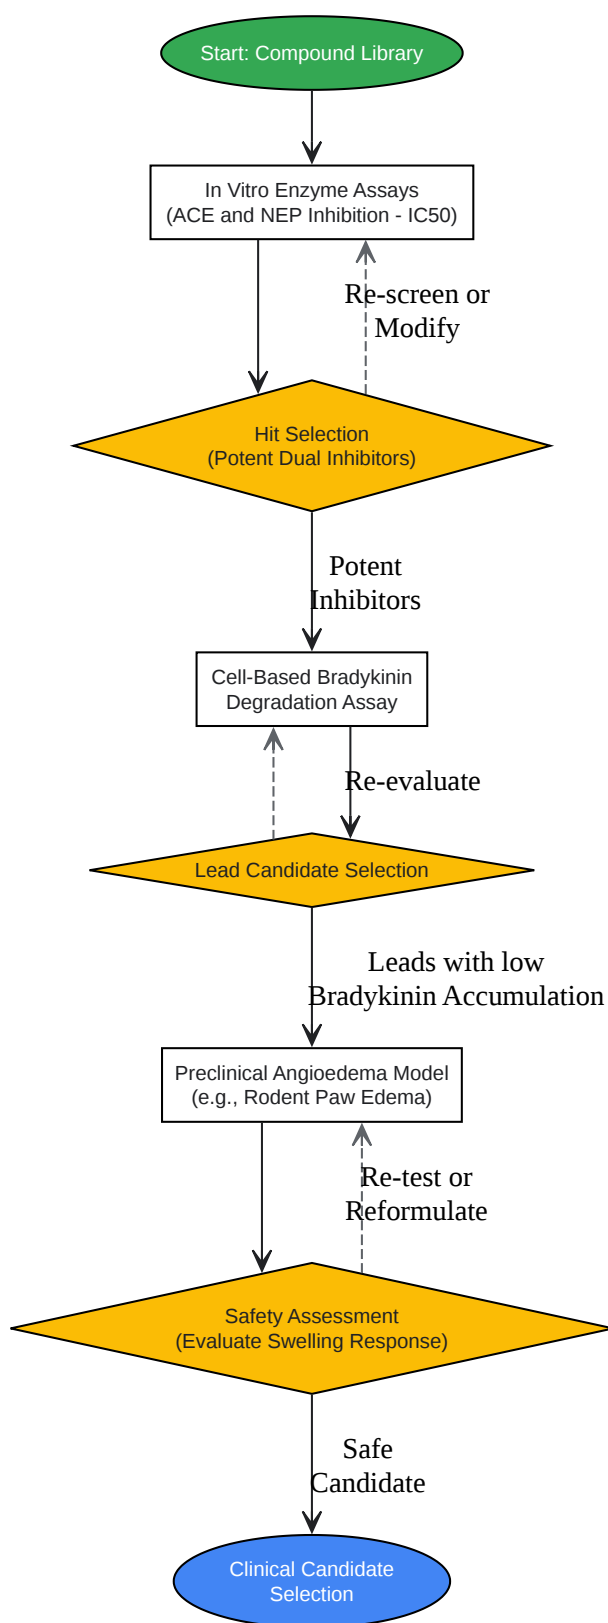 Start: Compound Library
In Vitro Enzyme Assays
(ACE and NEP Inhibition - IC50)
Re-screen or
Modify
Hit Selection
(Potent Dual Inhibitors)
Potent
Inhibitors
Cell-Based Bradykinin
Degradation Assay
Re-evaluate
Lead Candidate Selection
Leads with low
Bradykinin Accumulation
Preclinical Angioedema Model
(e.g., Rodent Paw Edema)
Re-test or
Reformulate
Safety Assessment
(Evaluate Swelling Response)
Safe
Candidate
Clinical Candidate
Selection